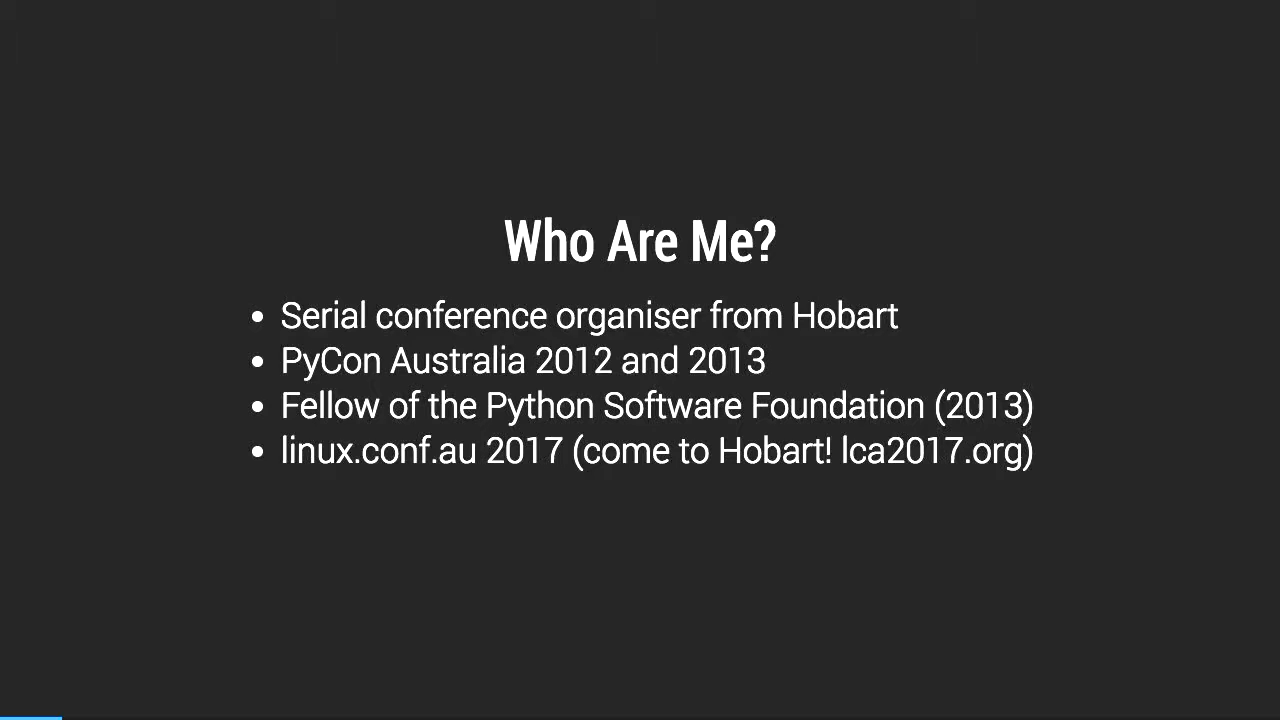 Who Are Me?
• Serial conference organiser from Hobart
• PyCon Australia 2012 and 2013
• Fellow of the Python Software Foundation (2013)
• linux.conf.au 2017 (come to Hobart! lca2017.org)